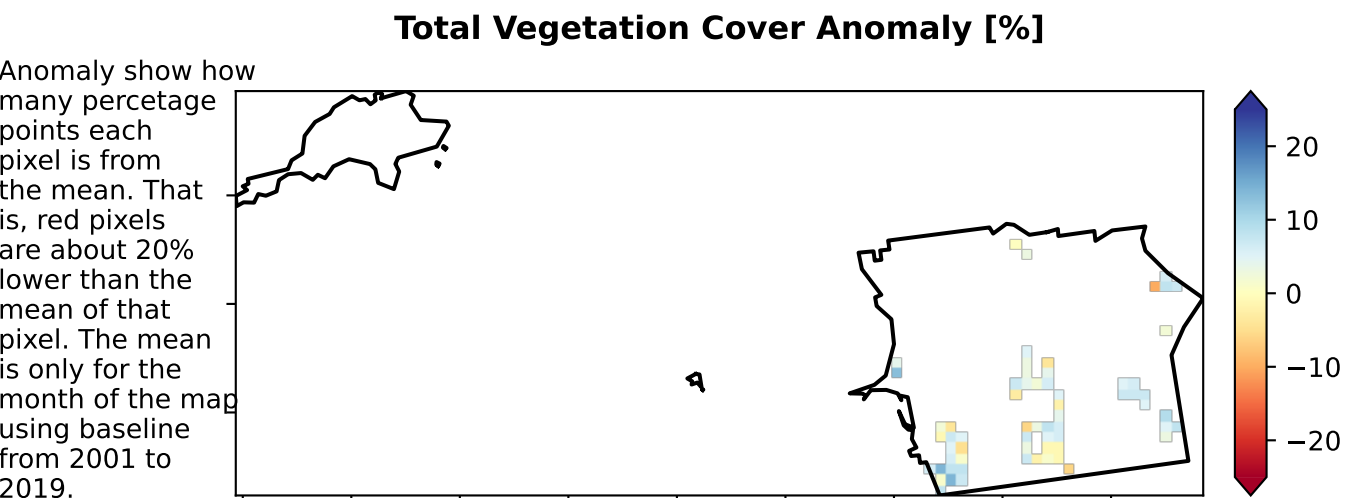 Total Vegetation Cover Anomaly [%]
Anomaly show how
many percetage
points each
pixel is from
the mean. That
is, red pixels
are about 20%
lower than the
mean of that
pixel. The mean
is only for the
month of the map
using baseline
from 2001 to
2019.
20
10
0
−10
−20